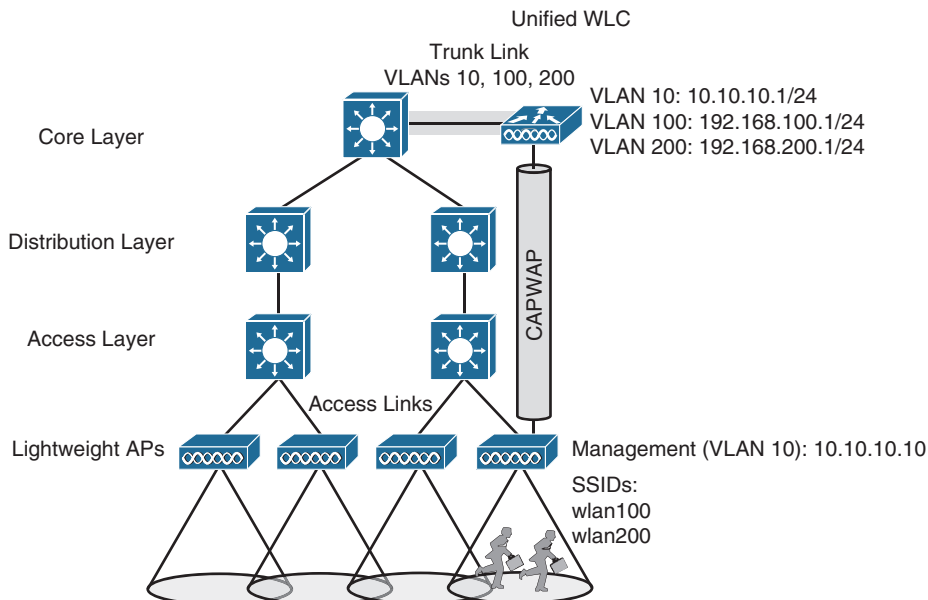 Unified WLC
Trunk Link
VLANs 10, 100, 200
VLAN 10: 10.10.10.1/24
VLAN 100: 192.168.100.1/24
VLAN 200: 192.168.200.1/24
Core Layer
Distribution Layer
CAPWAP
Access Layer
Access Links
Lightweight APs
Management (VLAN 10): 10.10.10.10
SSIDs:
wlan100
wlan200